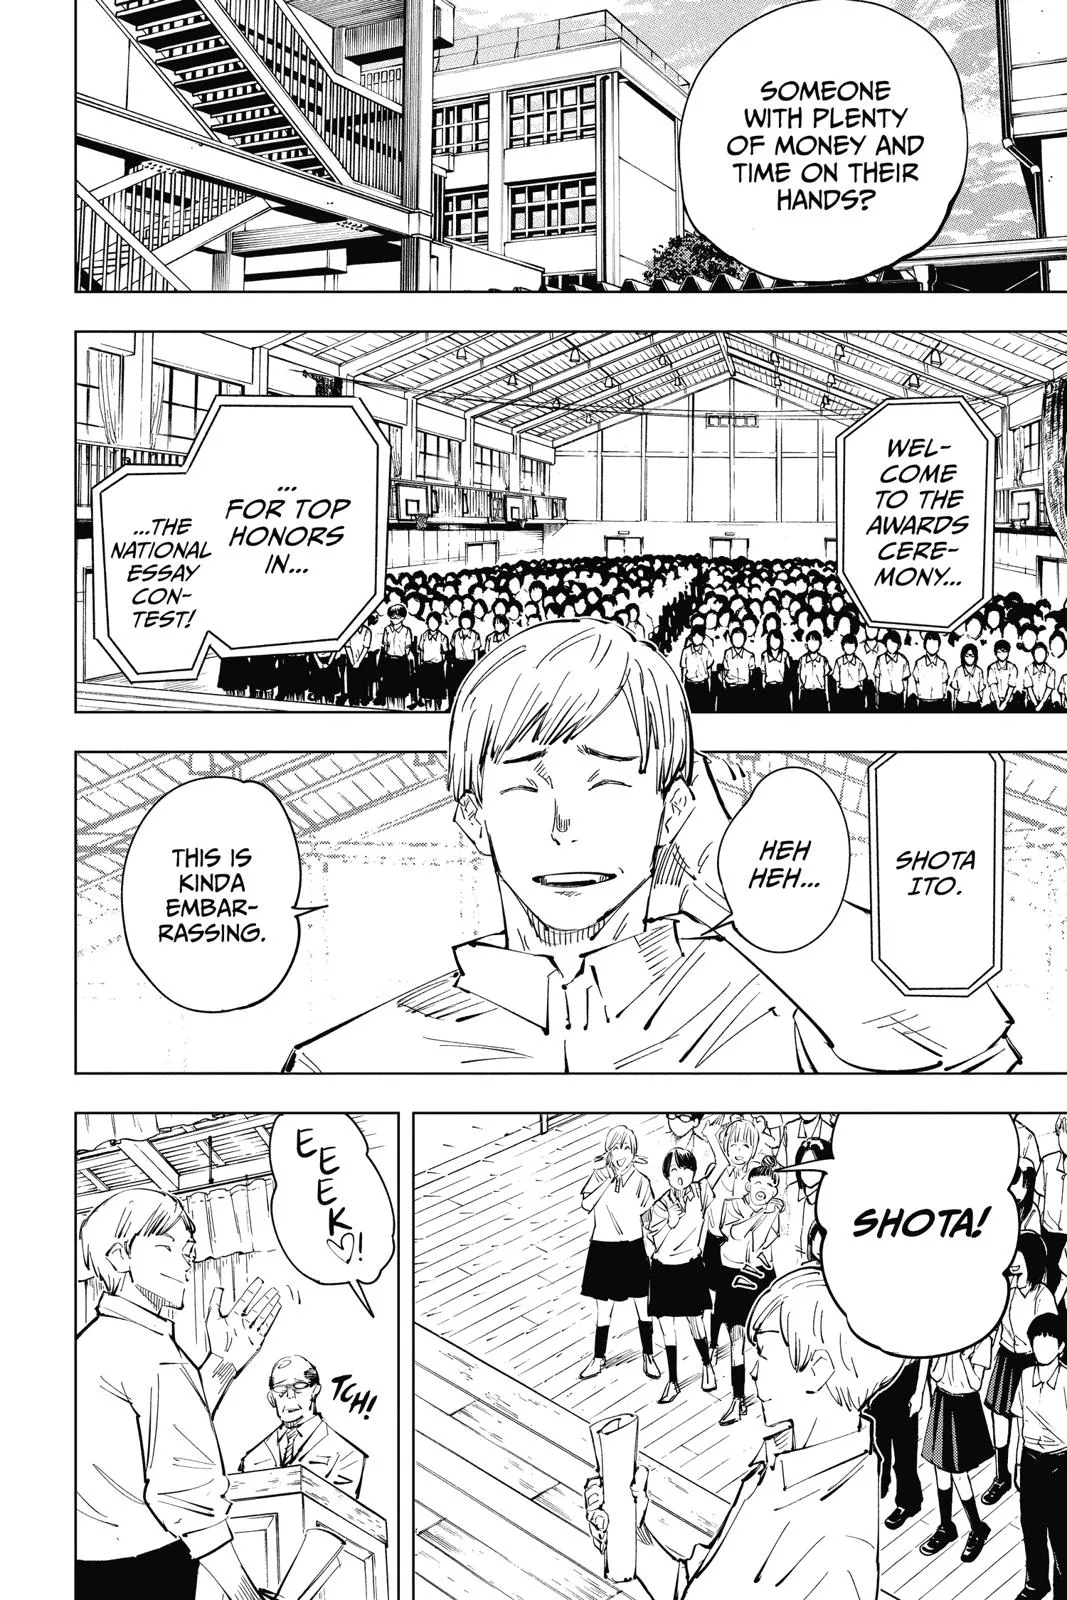 SOMEONE
WITH PLENTY
OF MONEY AND
TIME ON THEIR
HANDS?
WEL-
COME
TO THE
AWARDS
CERE-
MONY...
...
FOR TOP
HONORS
IN...
...THE
NATIONAL
ESSAY
CON-
TEST!
SHOTA
ITO.
HEH
HEH...
THIS IS
KINDA
EMBAR-
RASSING.
SHOTA!
EEEK♡!
TCH!